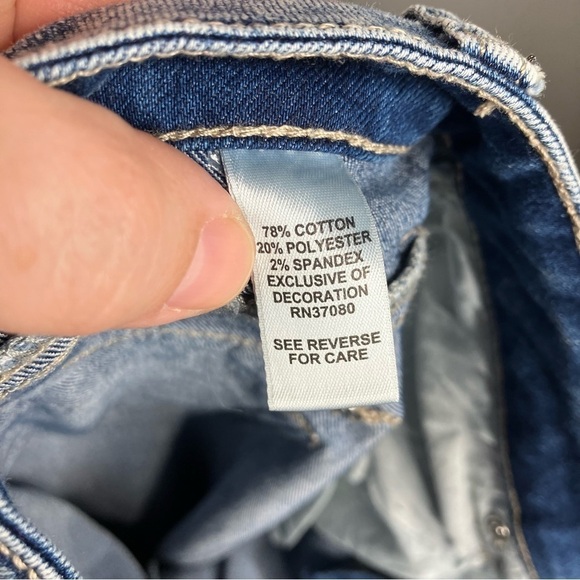 78% COTTON
20% POLYESTER
2% SPANDEX
EXCLUSIVE OF
DECORATION
RN37080
SEE REVERSE
FOR CARE